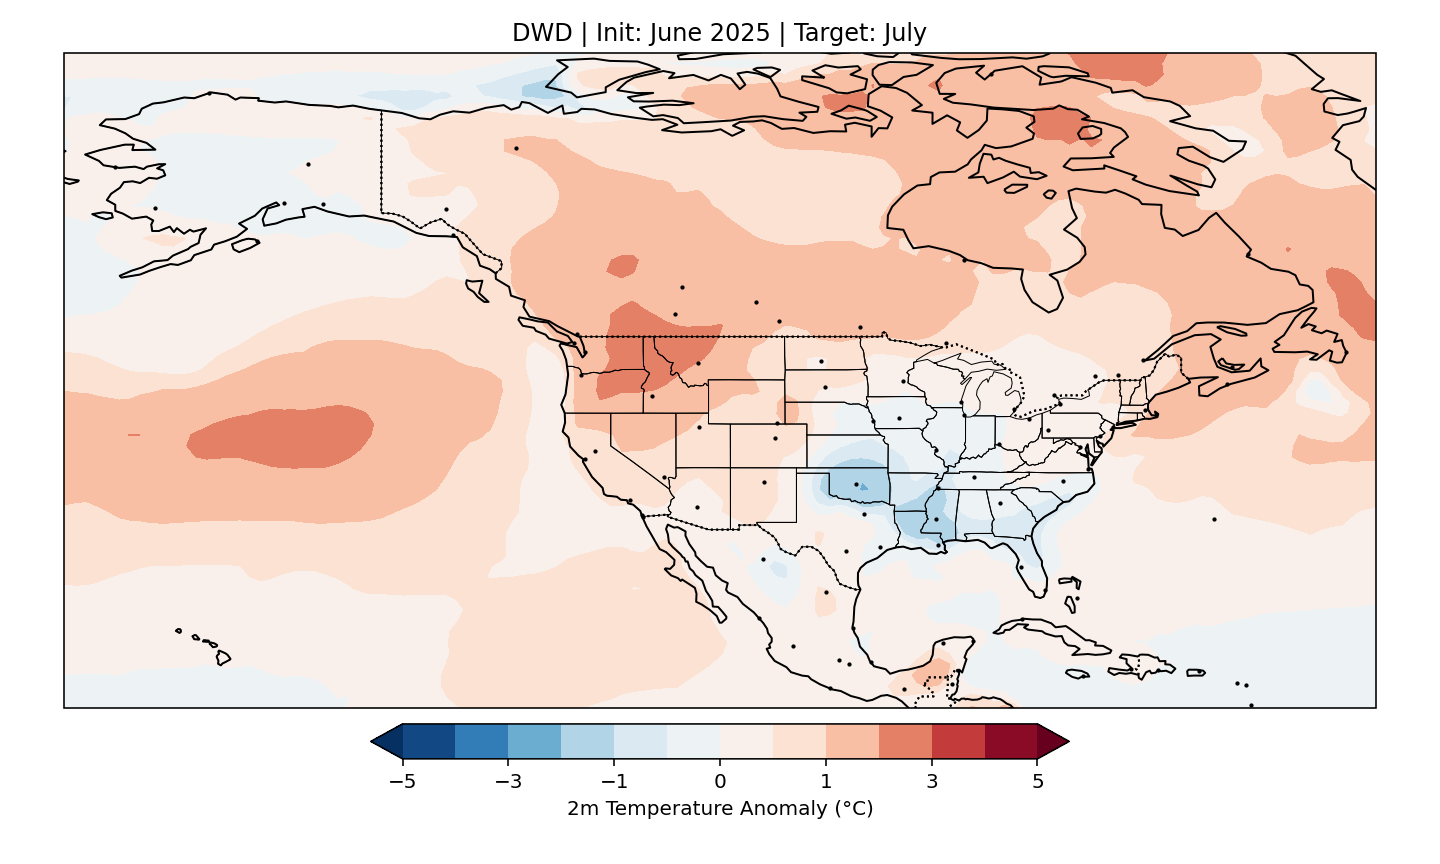 DWD | Init: June 2025 | Target: July
−5 −3 −1 0 1 3 5
2m Temperature Anomaly (°C)